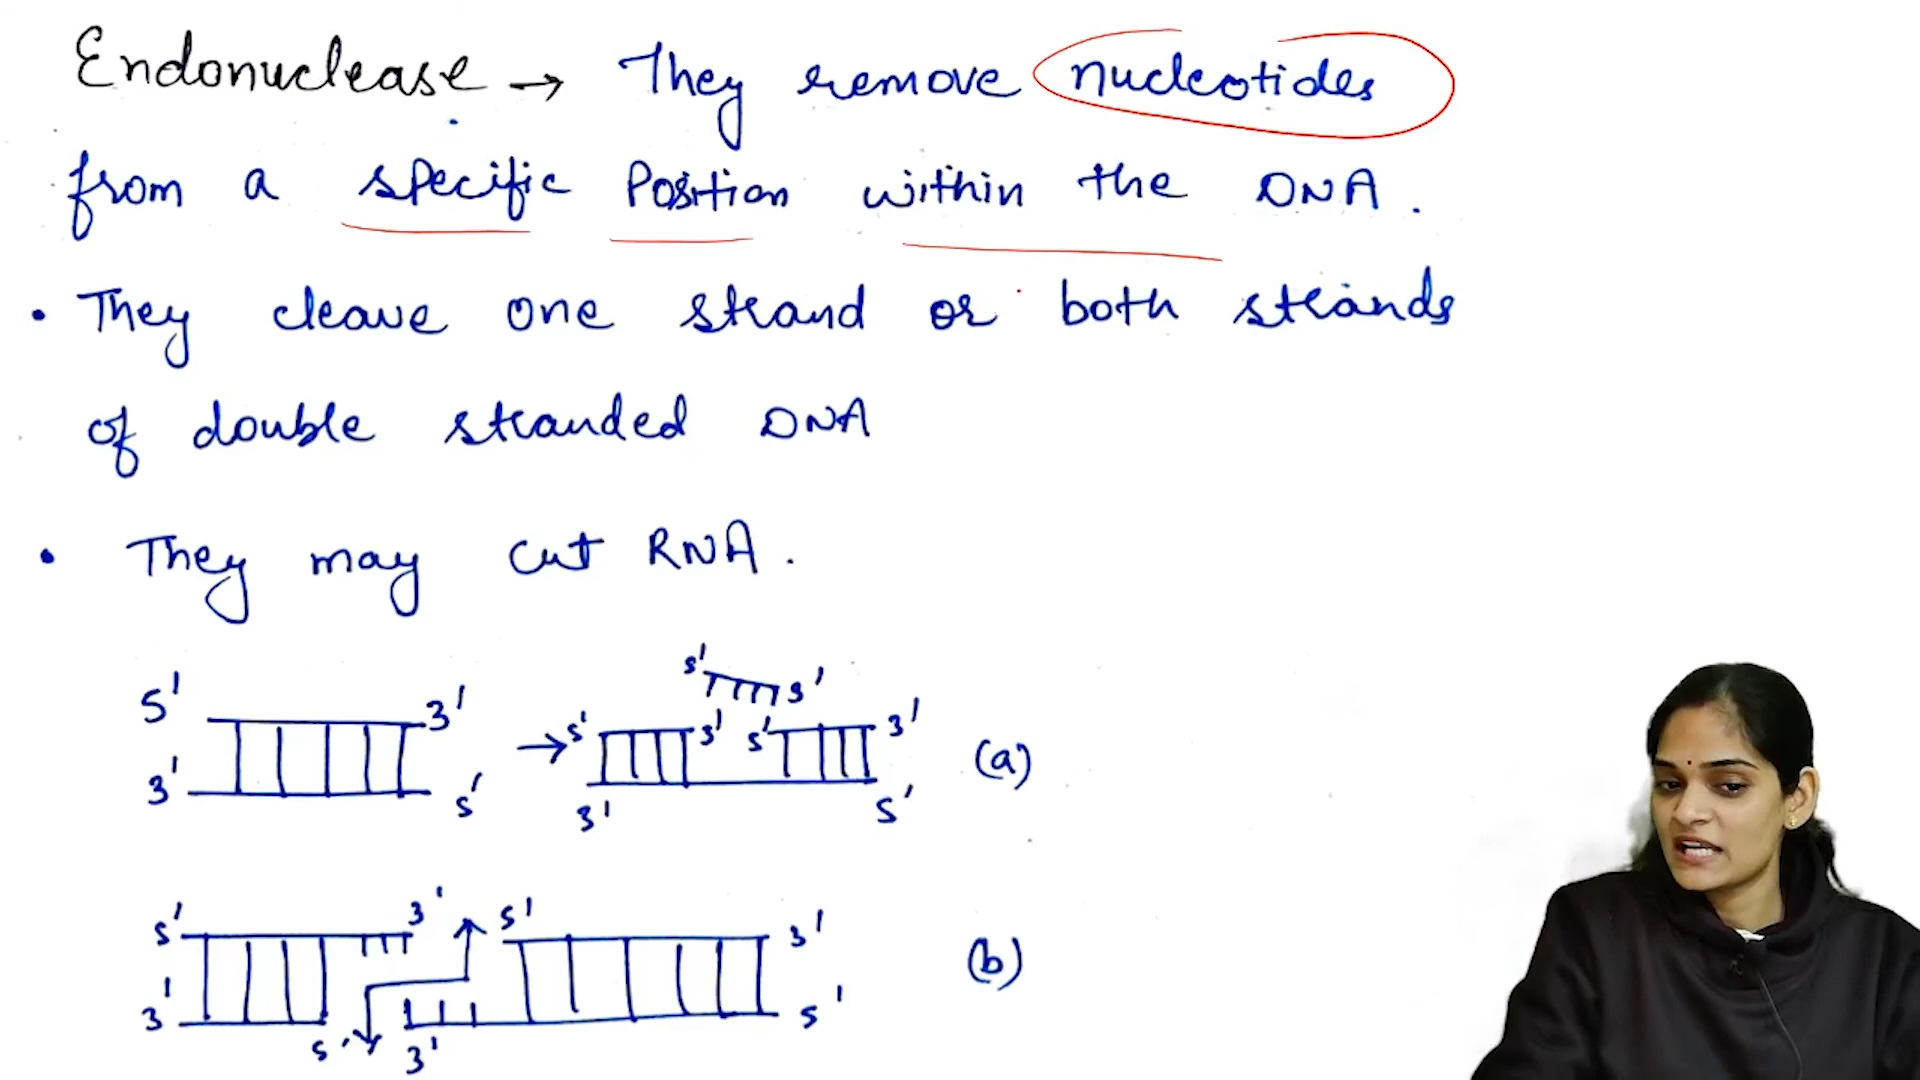 Endonuclease → They remove nucleotides
from a specific Position within the DNA.
• They cleave one strand or both strands
of double stranded DNA
• They may cut RNA.
5' 3' 3' 5'
→ 5' 3' 5' 3' 3' 5' 5' 3' (a)
5' 3' 5' 3' (b)
3' 5' 3' 5'